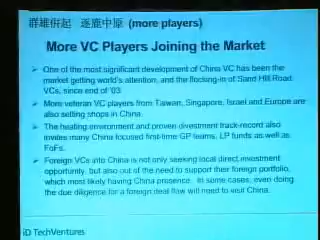 群雄併起 逐鹿中原 (more players)
More VC Players Joining the Market
One of the most significant development of China VC has been the
market getting world's attention, and the flocking-in of Sand Hill Road
VCs, since end of '03
More veteran VC players from Taiwan, Singapore, Israel and Europe are
also setting shops in China.
The heating environment and proven divestment track-record also
invites many China focused first-time GP teams, LP funds as well as
FoFs.
Foreign VCs into China is not only seeking local direct investment
opportunity, but also out of the need to support their foreign portfolio,
which most likely having China presence. In some cases, even doing
the due diligence for a foreign deal flow will need to visit China.
iD TechVentures